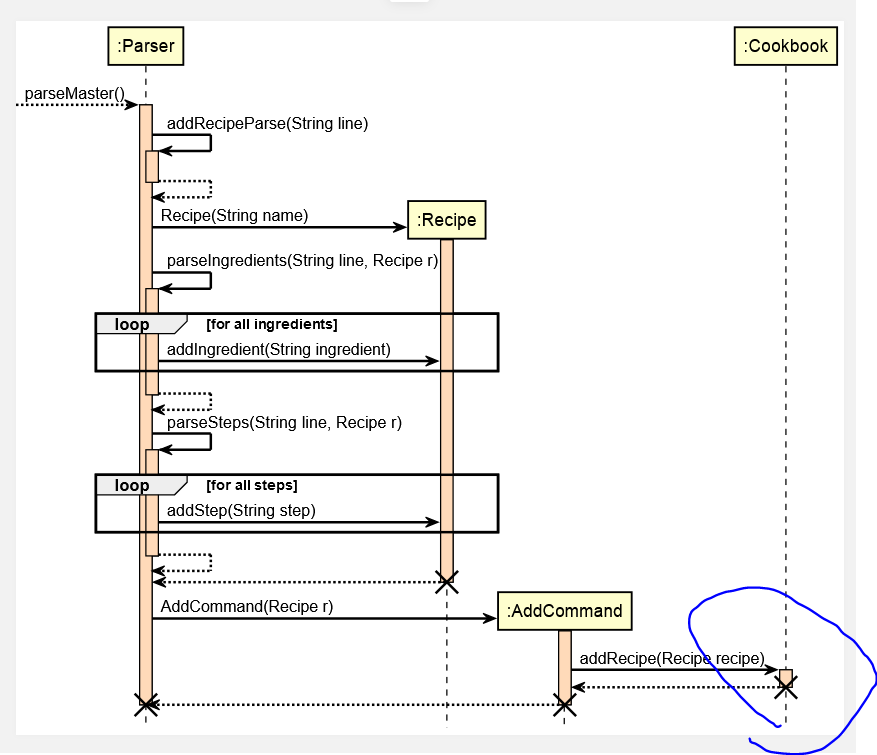 :Parser
:Cookbook
parseMaster()
addRecipeParse(String line)
Recipe(String name)
:Recipe
parseIngredients(String line, Recipe r)
loop [for all ingredients]
addIngredient(String ingredient)
parseSteps(String line, Recipe r)
loop [for all steps]
addStep(String step)
AddCommand(Recipe r)
:AddCommand
addRecipe(Recipe recipe)